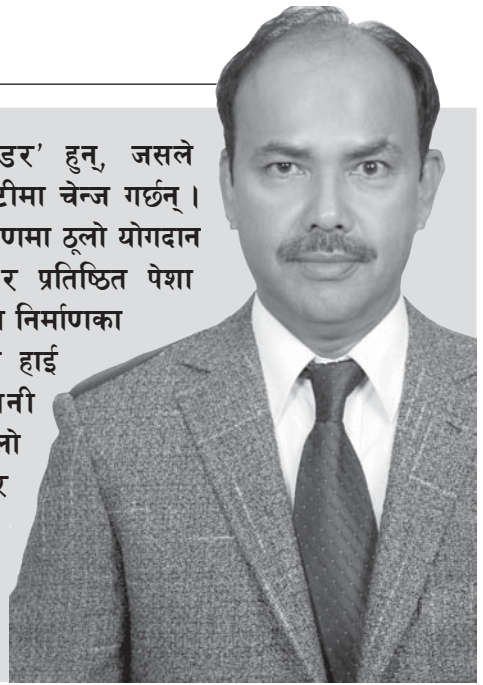 डर’ हुन्, जसले
टीमा चेन्ज गर्छन् ।
णमा ठूलो योगदान
र प्रतिष्ठित पेशा
निर्माणका
हाई
नी
लो
र